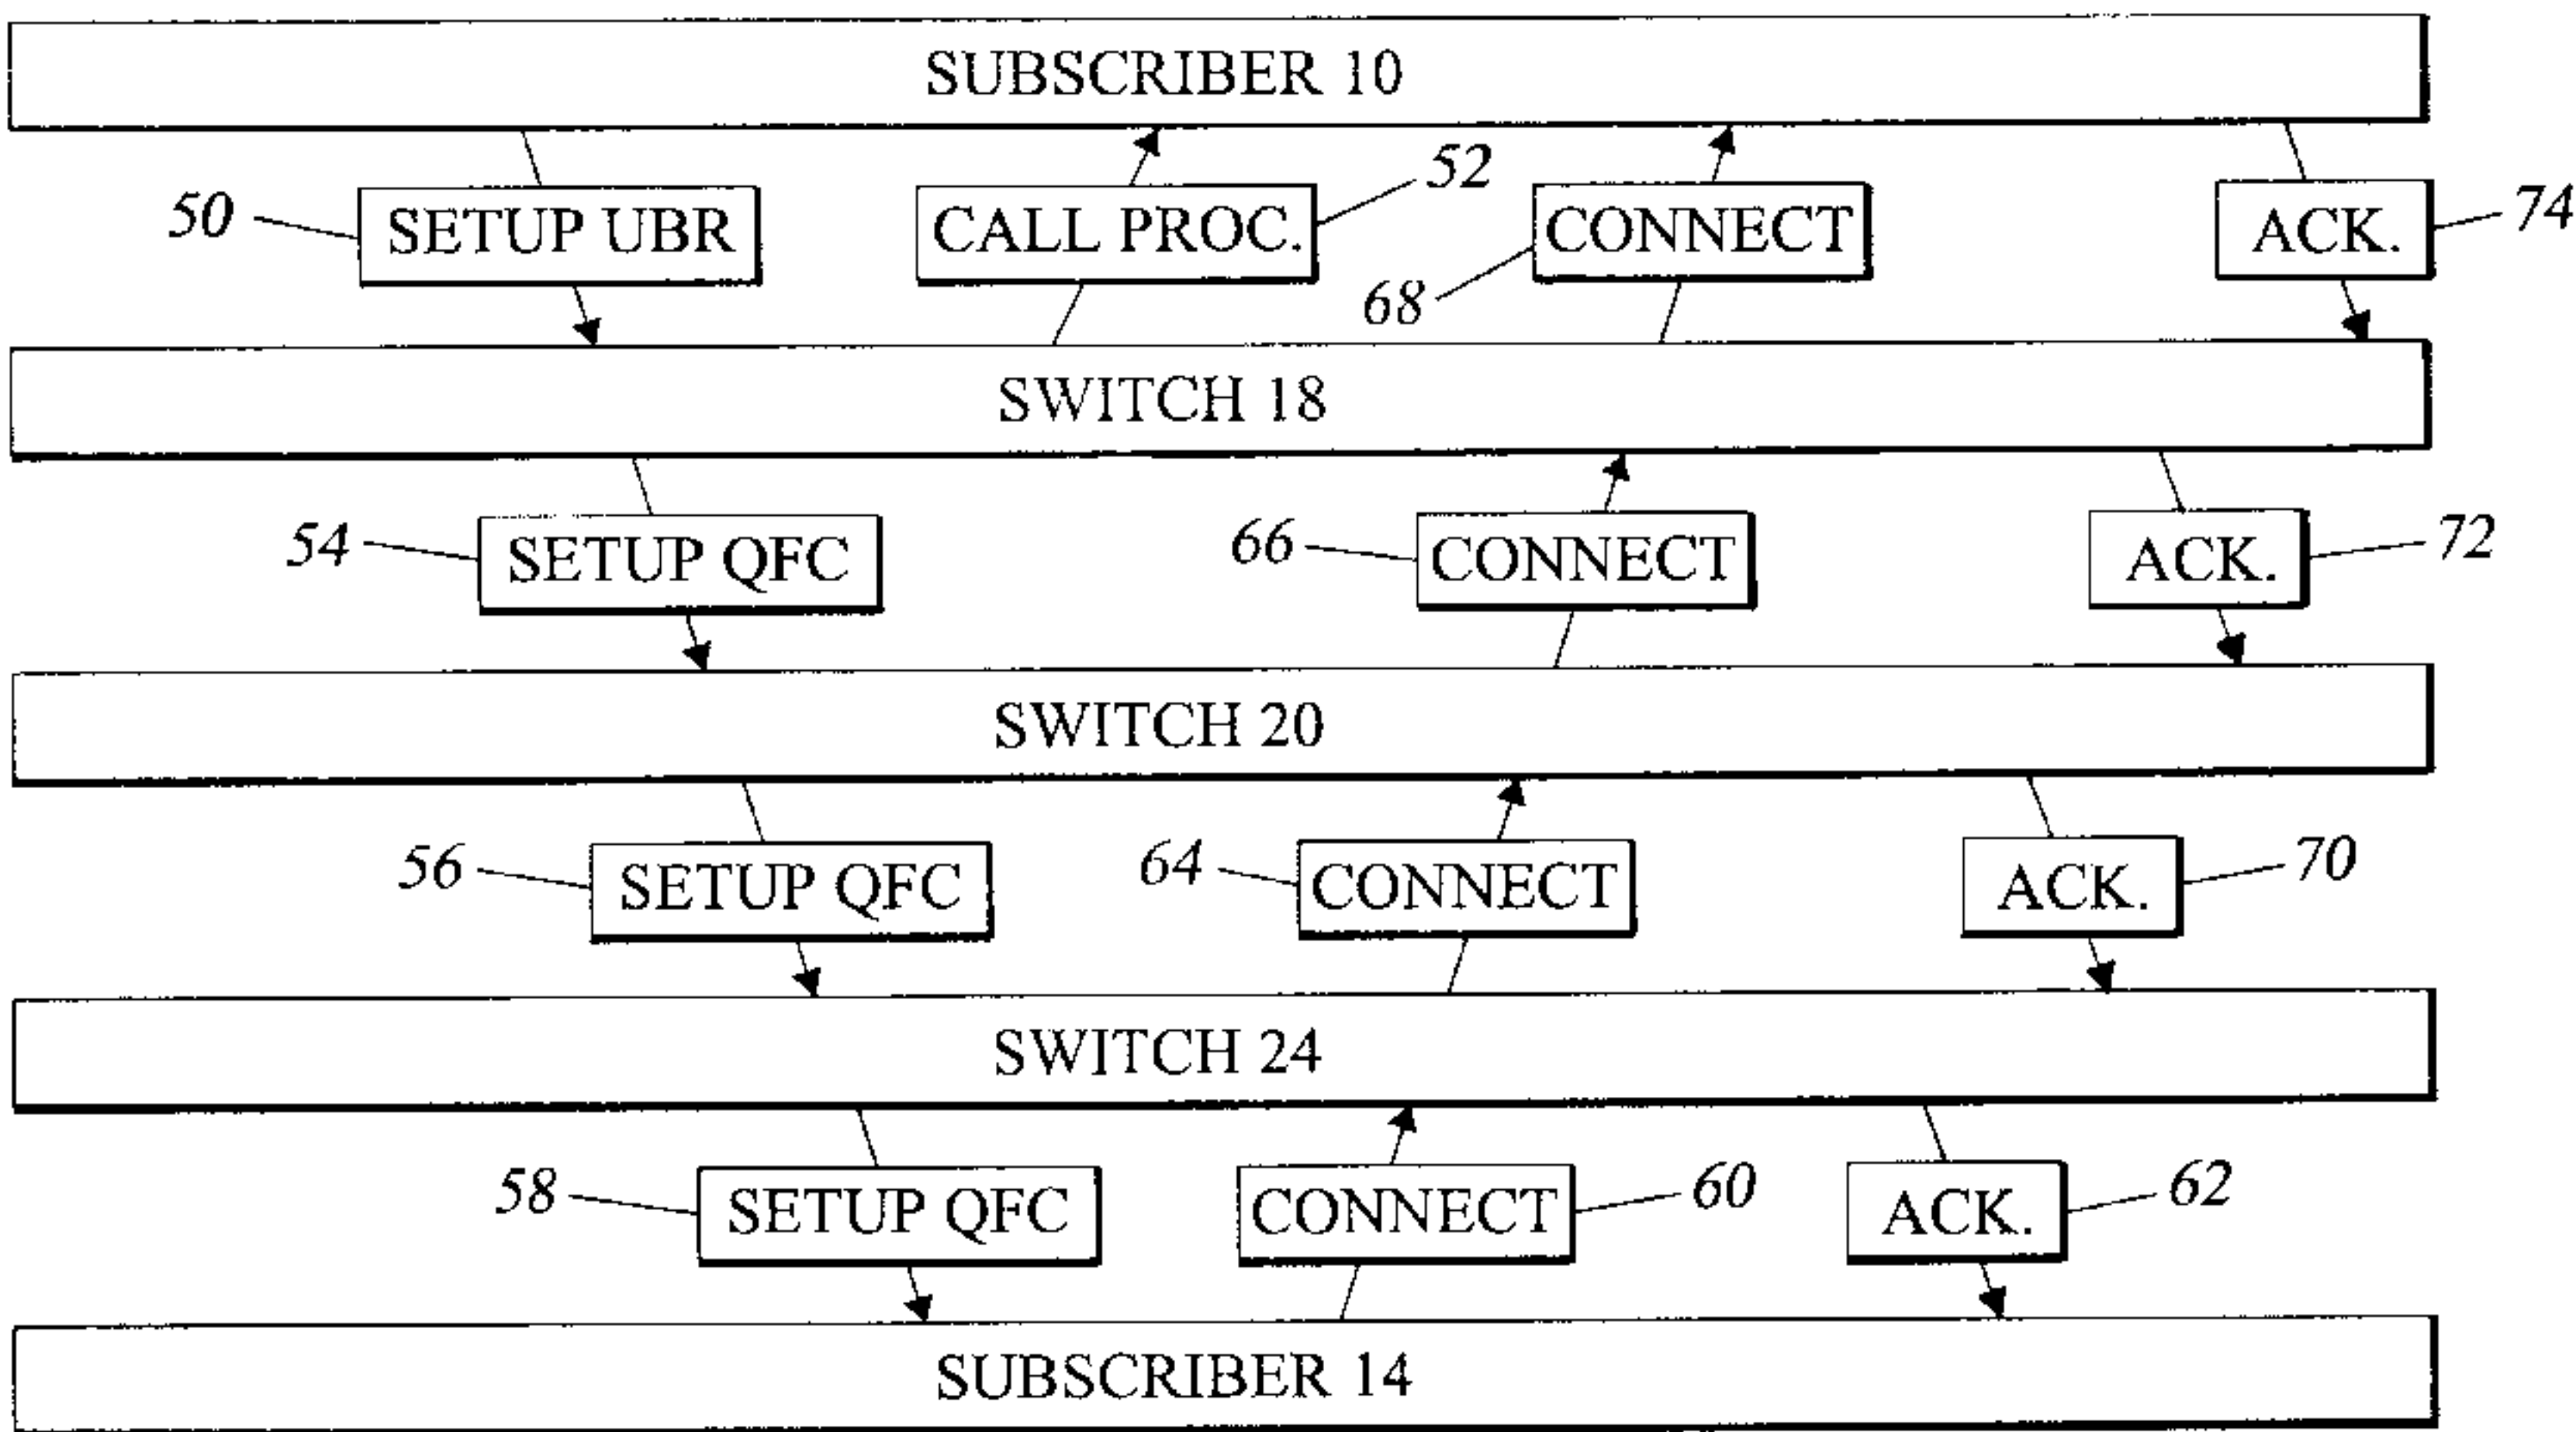 SUBSCRIBER 10
50 SETUP UBR CALL PROC. 52 68 CONNECT ACK. 74
SWITCH 18
54 SETUP QFC 66 CONNECT ACK. 72
SWITCH 20
56 SETUP QFC 64 CONNECT ACK. 70
SWITCH 24
58 SETUP QFC CONNECT 60 ACK. 62
SUBSCRIBER 14